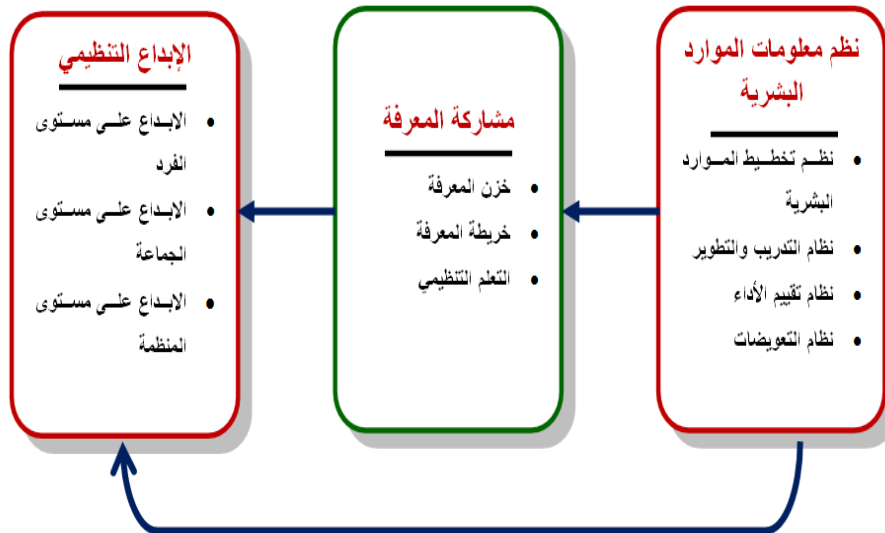 نظم معلومات الموارد
البشرية
نظم تخطيط الموارد
البشرية
نظام التدريب والتطوير
نظام تقييم الأداء
نظام التعويضات
مشاركة المعرفة
خزن المعرفة
خريطة المعرفة
التعلم التنظيمي
الإبداع التنظيمي
الابداع على مستوى
الفرد
الابداع على مستوى
الجماعة
الابداع على مستوى
المنظمة